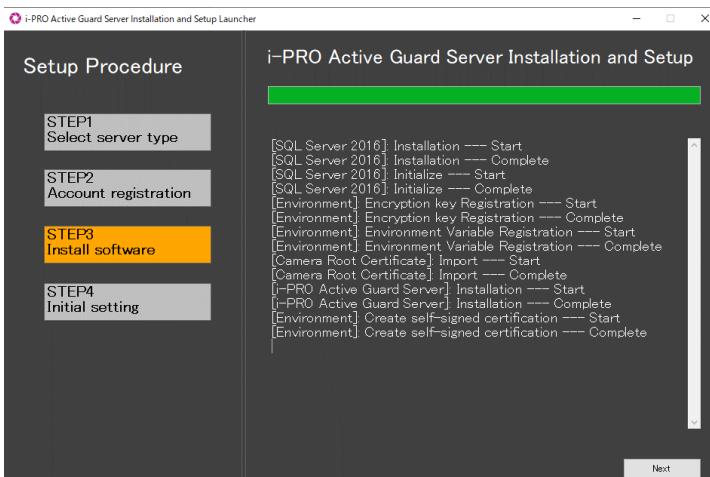 i-PRO Active Guard Server Installation and Setup Launcher
Setup Procedure
STEP1
Select server type
STEP2
Account registration
STEP3
Install software
STEP4
Initial setting
i-PRO Active Guard Server Installation and Setup
[SQL Server 2016]: Installation --- Start
[SQL Server 2016]: Installation --- Complete
[SQL Server 2016]: Initialize --- Start
[SQL Server 2016]: Initialize --- Complete
[Environment]: Encryption key Registration --- Start
[Environment]: Encryption key Registration --- Complete
[Environment]: Environment Variable Registration --- Start
[Environment]: Environment Variable Registration --- Complete
[Camera Root Certificate]: Import --- Start
[Camera Root Certificate]: Import --- Complete
[i-PRO Active Guard Server]: Installation --- Start
[i-PRO Active Guard Server]: Installation --- Complete
[Environment]: Create self-signed certification --- Start
[Environment]: Create self-signed certification --- Complete
Next